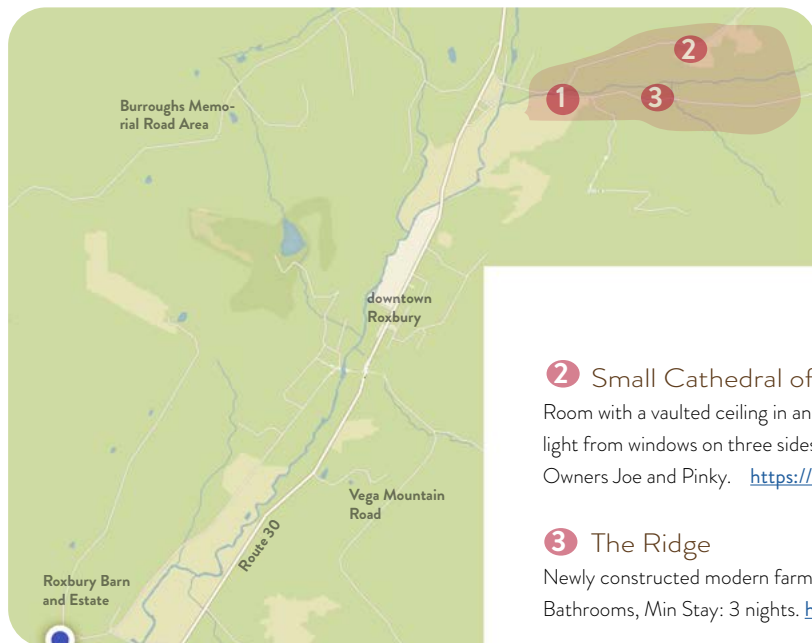 2
1
3
Burroughs Memo-
rial Road Area
downtown
Roxbury
2 Small Cathedral of
Room with a vaulted ceiling in an
light from windows on three sides
Owners Joe and Pinky. https://
Vega Mountain
Road
Route 30
3 The Ridge
Newly constructed modern farm
Bathrooms, Min Stay: 3 nights. h
Roxbury Barn
and Estate